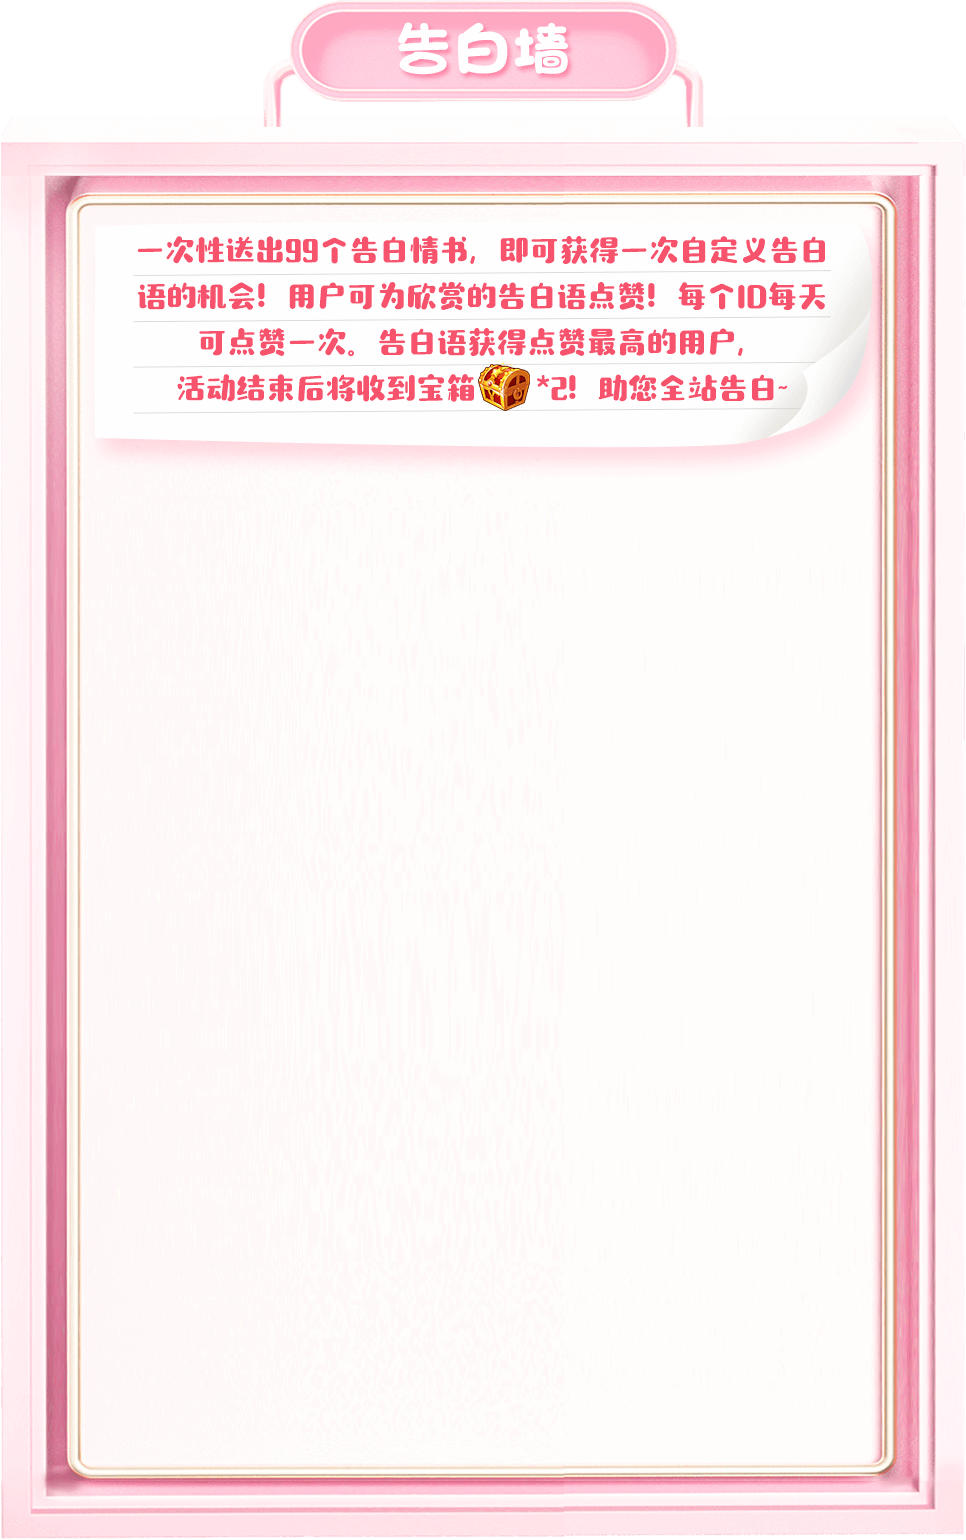 告白墙
一次性送出99个告白情书，即可获得一次自定义告白
语的机会！用户可为欣赏的告白语点赞！每个ID每天
可点赞一次。告白语获得点赞最高的用户，
活动结束后将收到宝箱*2！助您全站告白~